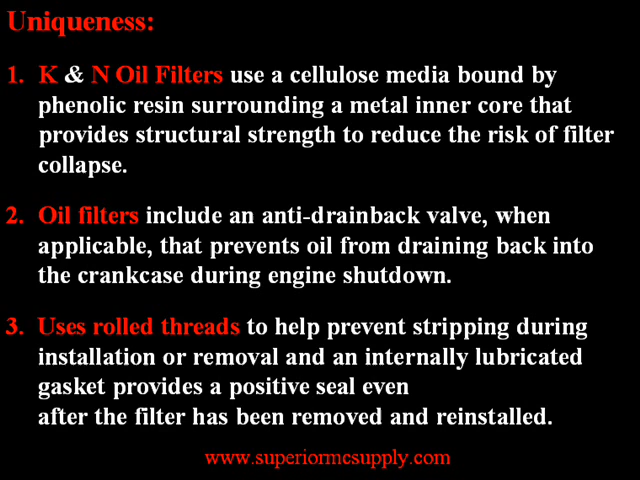 Uniqueness:
1. K & N Oil Filters use a cellulose media bound by
phenolic resin surrounding a metal inner core that
provides structural strength to reduce the risk of filter
collapse.
2. Oil filters include an anti-drainback valve, when
applicable, that prevents oil from draining back into
the crankcase during engine shutdown.
3. Uses rolled threads to help prevent stripping during
installation or removal and an internally lubricated
gasket provides a positive seal even
after the filter has been removed and reinstalled.
www.superiormcsupply.com